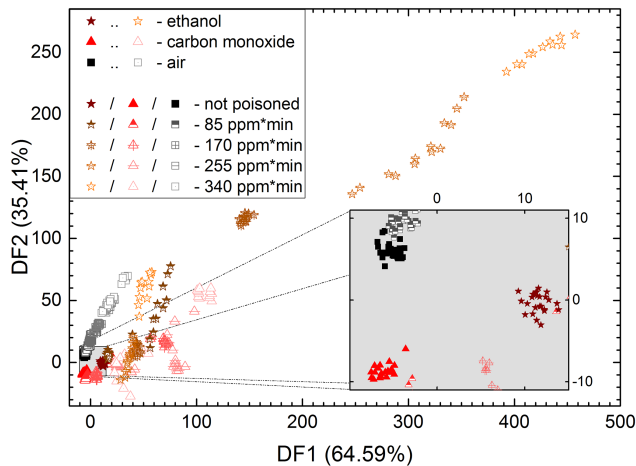 ★ .. ☆ - ethanol
▲ .. △ - carbon monoxide
■ .. □ - air
★ / ▲ / ■ - not poisoned
/ / - 85 ppm*min
/ / - 170 ppm*min
/ / - 255 ppm*min
/ / - 340 ppm*min
250
200
150
100
50
0
DF2 (35.41%)
0 10
10
0
-10
0 100 200 300 400 500
DF1 (64.59%)